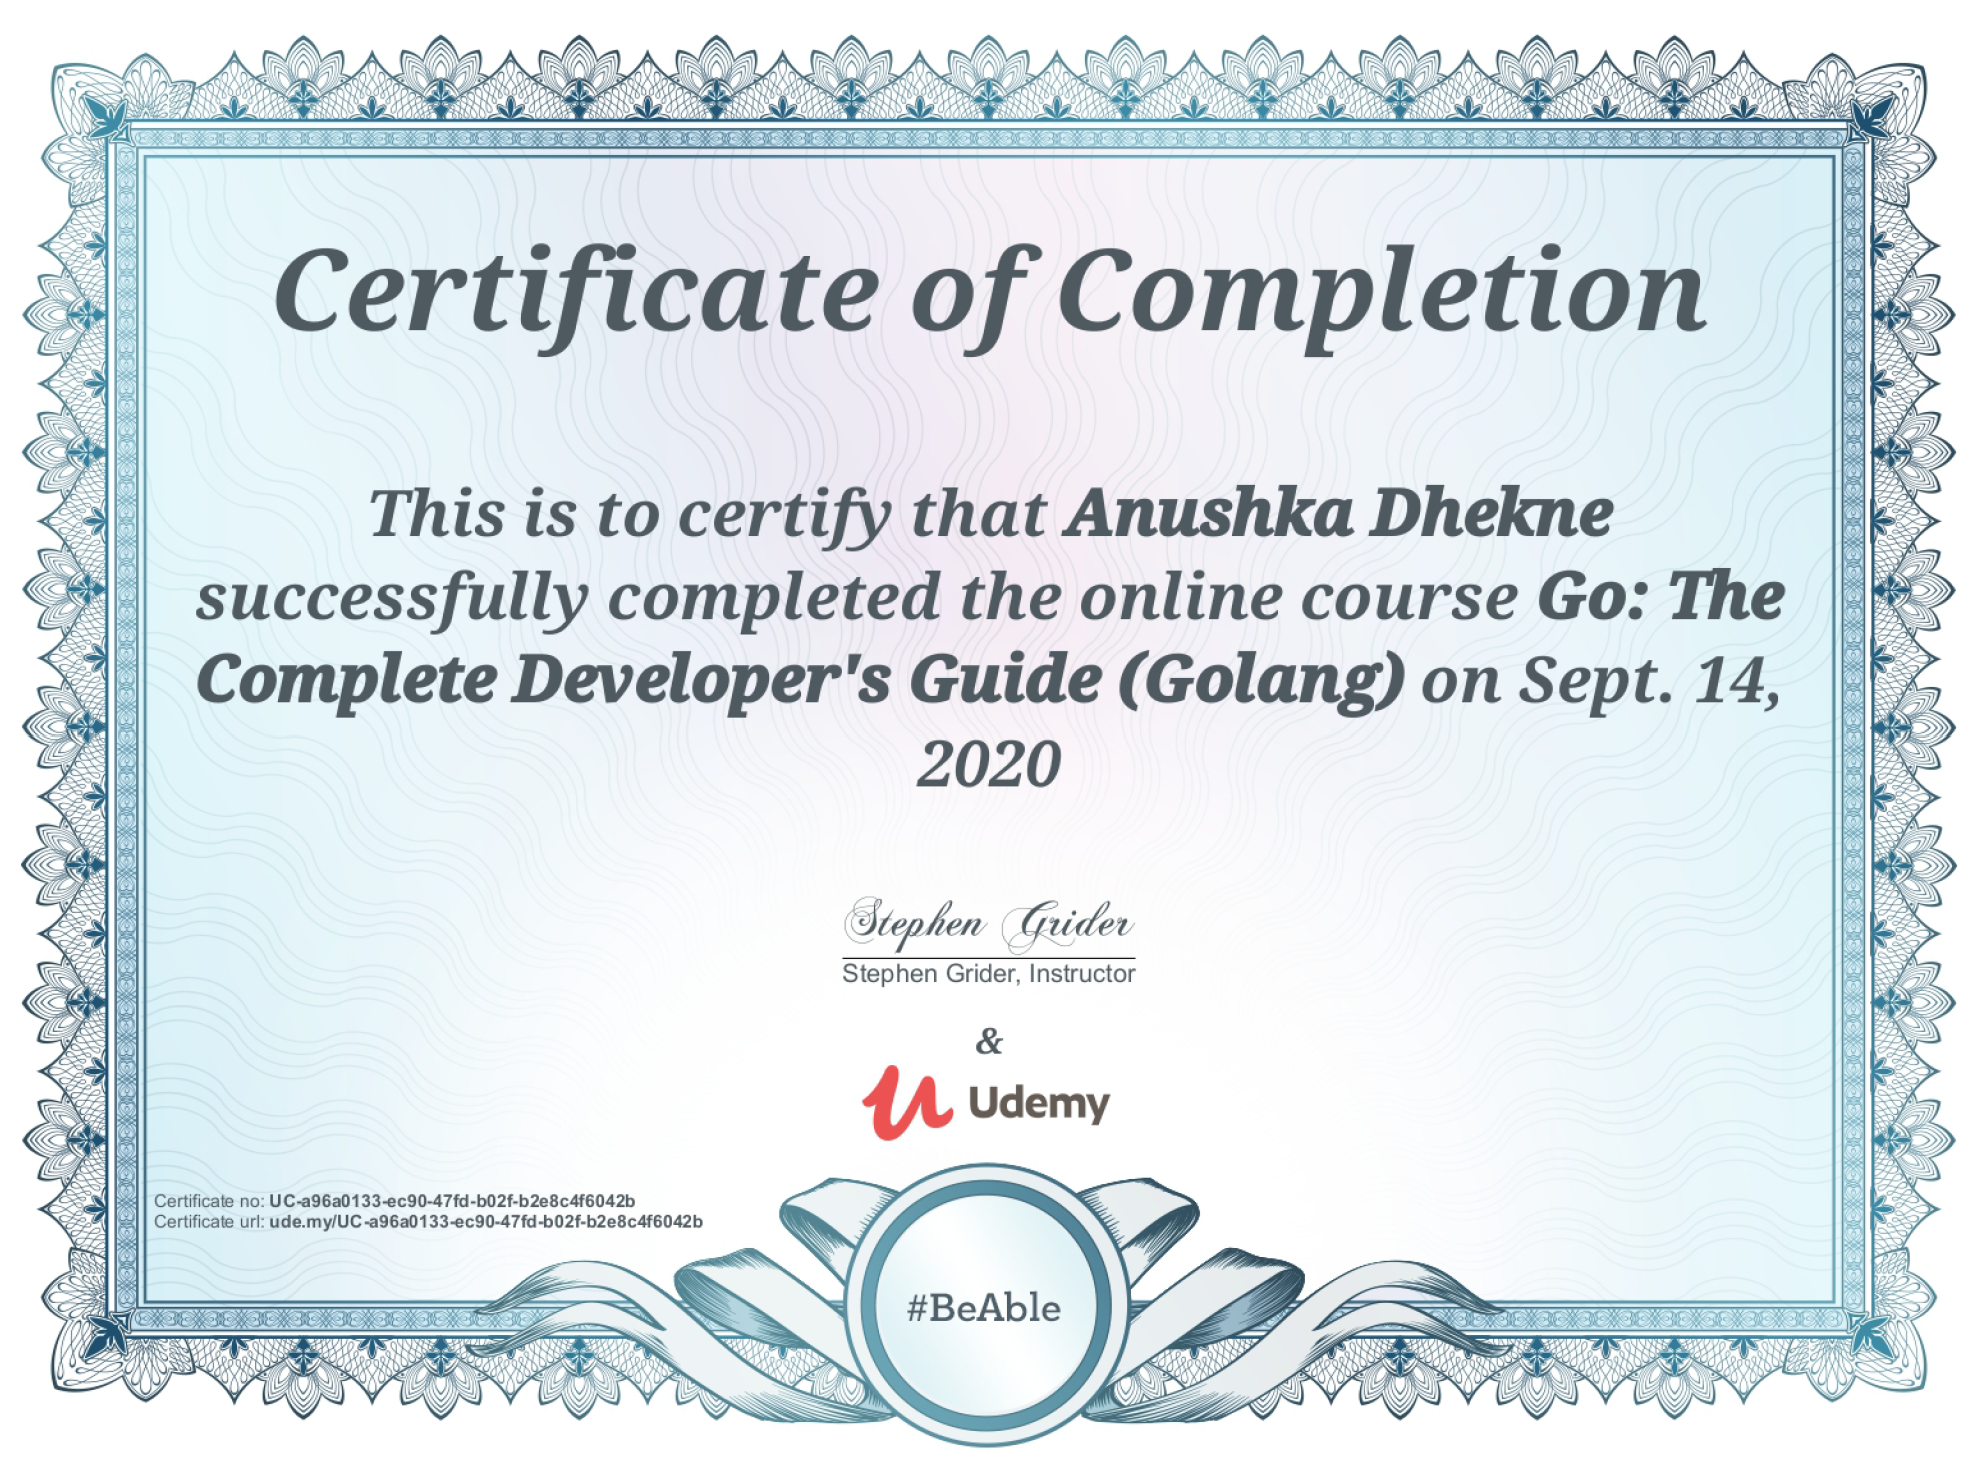 Certificate of Completion
This is to certify that Anushka Dhekne
successfully completed the online course Go: The
Complete Developer's Guide (Golang) on Sept. 14,
2020
Stephen Grider
Stephen Grider, Instructor
&
Udemy
Certificate no: UC-a96a0133-ec90-47fd-b02f-b2e8c4f6042b
Certificate url: ude.my/UC-a96a0133-ec90-47fd-b02f-b2e8c4f6042b
#BeAble